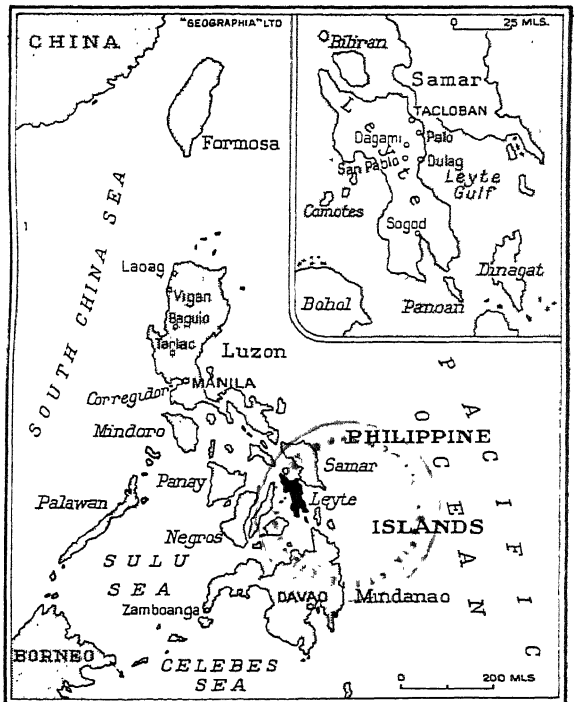 "GEOGRAPHIA" LTD
CHINA
Formosa
SOUTH CHINA SEA
Laoag
Vigan
Baguio
Tarlac
Luzon
Corregidor
MANILA
Mindoro
PHILIPPINE
ISLANDS
Samar
Panay
Leyte
Palawan
Negros
SULU
SEA
Zamboanga
DAVAO
Mindanao
BORNEO
CELEBES
SEA
PACIFIC
OCEAN
0 200 MLS
0 25 MLS.
Biliran
Samar
Leyte
TACLOBAN
Palo
Dagami
San Pablo
Dulag
Leyte
Gulf
Camotes
Sogod
Dinagat
Bohol
Panoan